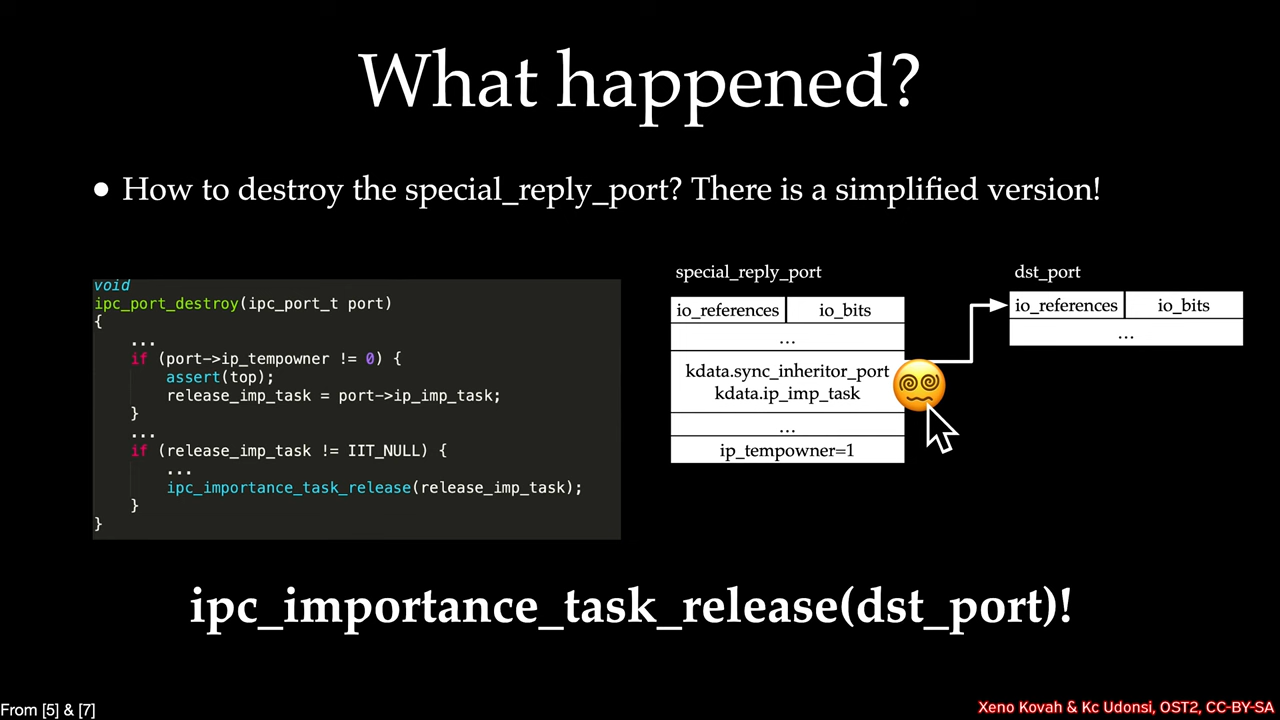 What happened?
● How to destroy the special_reply_port? There is a simplified version!
void
ipc_port_destroy(ipc_port_t port)
{
...
if (port->ip_tempowner != 0) {
assert(top);
release_imp_task = port->ip_imp_task;
}
...
if (release_imp_task != IIT_NULL) {
...
ipc_importance_task_release(release_imp_task);
}
}
special_reply_port
io_references io_bits
...
kdata.sync_inheritor_port
kdata.ip_imp_task
...
ip_tempowner=1
dst_port
io_references io_bits
...
ipc_importance_task_release(dst_port)!
From [5] & [7]
Xeno Kovah & Kc Udonsi, OST2, CC-BY-SA